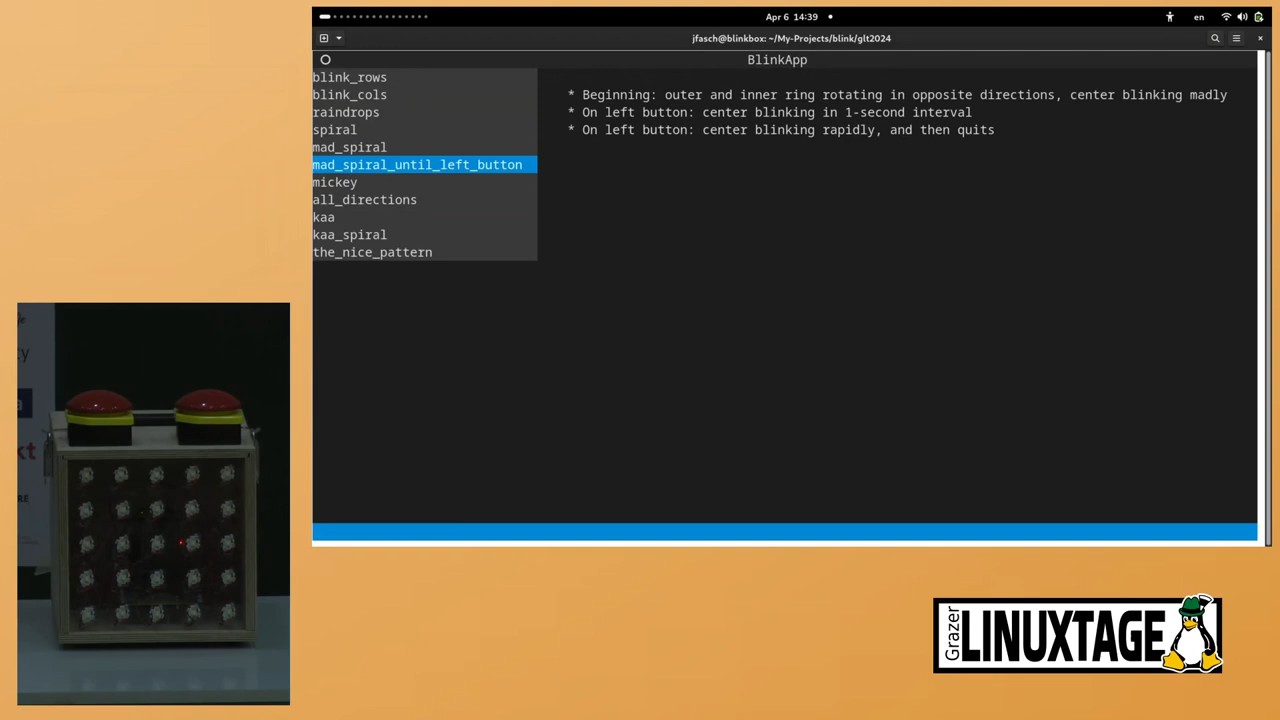 Apr 6 14:39
en
jfasch@blinkbox: ~/My-Projects/blink/glt2024
BlinkApp
blink_rows
blink_cols
raindrops
spiral
mad_spiral
mad_spiral_until_left_button
mickey
all_directions
kaa
kaa_spiral
the_nice_pattern
* Beginning: outer and inner ring rotating in opposite directions, center blinking madly
* On left button: center blinking in 1-second interval
* On left button: center blinking rapidly, and then quits
Grazer
LINUXTAGE